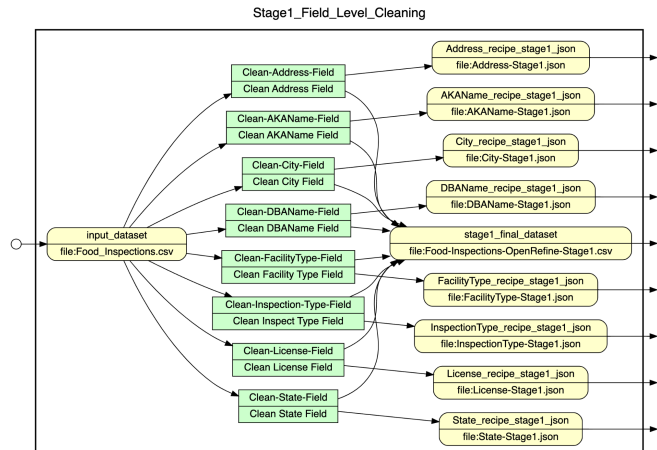 Stage1_Field_Level_Cleaning
Address_recipe_stage1_json
file:Address-Stage1.json
Clean-Address-Field
Clean Address Field
AKAName_recipe_stage1_json
file:AKAName-Stage1.json
Clean-AKAName-Field
Clean AKAName Field
City_recipe_stage1_json
file:City-Stage1.json
Clean-City-Field
Clean City Field
DBAName_recipe_stage1_json
file:DBAName-Stage1.json
Clean-DBAName-Field
Clean DBAName Field
input_dataset
file:Food_Inspections.csv
stage1_final_dataset
file:Food-Inspections-OpenRefine-Stage1.csv
Clean-FacilityType-Field
Clean Facility Type Field
FacilityType_recipe_stage1_json
file:FacilityType-Stage1.json
Clean-Inspection-Type-Field
Clean Inspect Type Field
InspectionType_recipe_stage1_json
file:InspectionType-Stage1.json
Clean-License-Field
Clean License Field
License_recipe_stage1_json
file:License-Stage1.json
Clean-State-Field
Clean State Field
State_recipe_stage1_json
file:State-Stage1.json